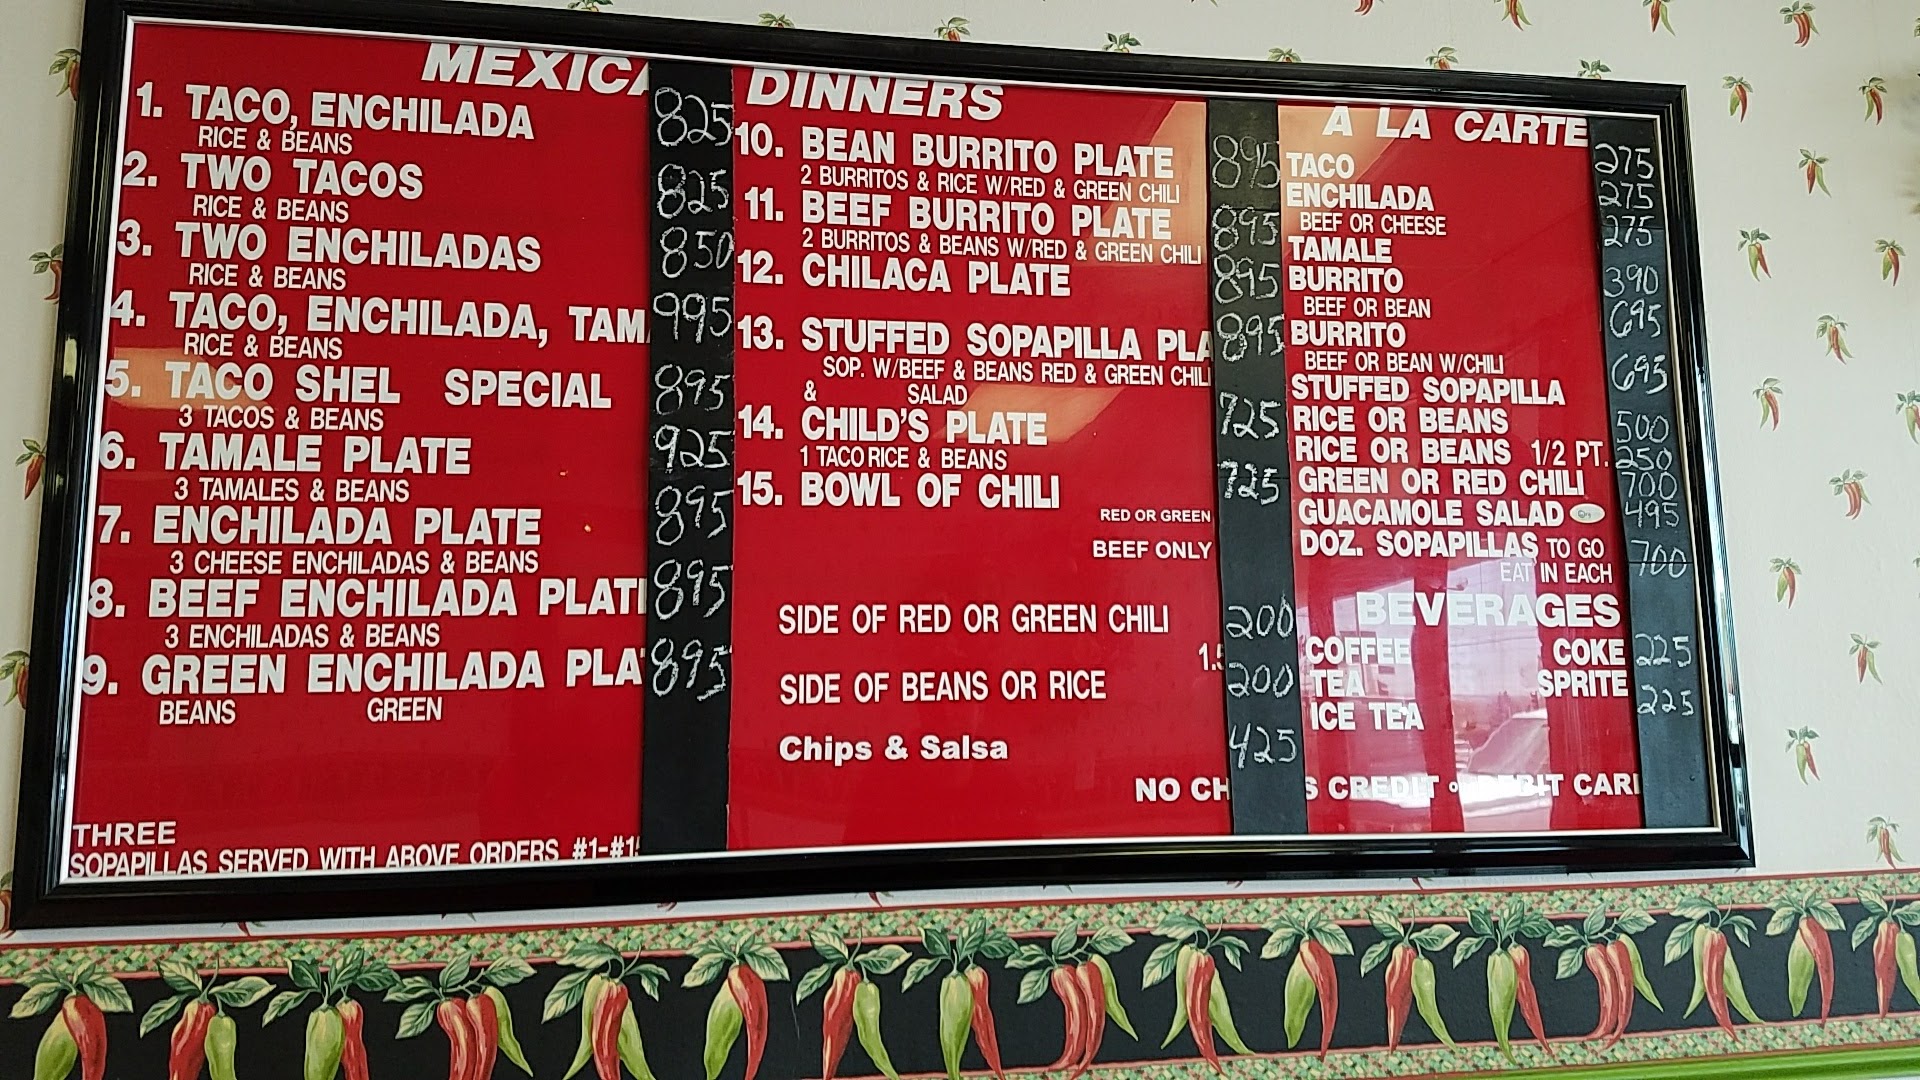 MEXICA
1. TACO, ENCHILADA 825
RICE & BEANS
2. TWO TACOS 825
RICE & BEANS
3. TWO ENCHILADAS 850
RICE & BEANS
4. TACO, ENCHILADA, TAM 995
RICE & BEANS
5. TACO SHEL SPECIAL 895
3 TACOS & BEANS
6. TAMALE PLATE 925
3 TAMALES & BEANS
7. ENCHILADA PLATE 895
3 CHEESE ENCHILADAS & BEANS
8. BEEF ENCHILADA PLATE 895
3 ENCHILADAS & BEANS
9. GREEN ENCHILADA PLA 895
BEANS GREEN
THREE
SOPAPILLAS SERVED WITH ABOVE ORDERS #1-#15
DINNERS
10. BEAN BURRITO PLATE 895
2 BURRITOS & RICE W/RED & GREEN CHILI
11. BEEF BURRITO PLATE 895
2 BURRITOS & BEANS W/RED & GREEN CHILI
12. CHILACA PLATE 895
13. STUFFED SOPAPILLA PLA 895
SOP. W/BEEF & BEANS RED & GREEN CHILI
& SALAD
14. CHILD'S PLATE 725
1 TACO RICE & BEANS
15. BOWL OF CHILI 725
RED OR GREEN
BEEF ONLY
SIDE OF RED OR GREEN CHILI 200
1.5
SIDE OF BEANS OR RICE 200
Chips & Salsa 425
A LA CARTE
TACO 275
ENCHILADA 275
BEEF OR CHEESE
TAMALE 275
BURRITO 390
BEEF OR BEAN
BURRITO 695
BEEF OR BEAN W/CHILI
STUFFED SOPAPILLA 695
RICE OR BEANS 500
RICE OR BEANS 1/2 PT. 250
GREEN OR RED CHILI 700
GUACAMOLE SALAD 495
DOZ. SOPAPILLAS TO GO 700
EAT IN EACH
BEVERAGES
COFFEE COKE 225
TEA SPRITE 225
ICE TEA
NO CH S CREDIT or DEBIT CARD